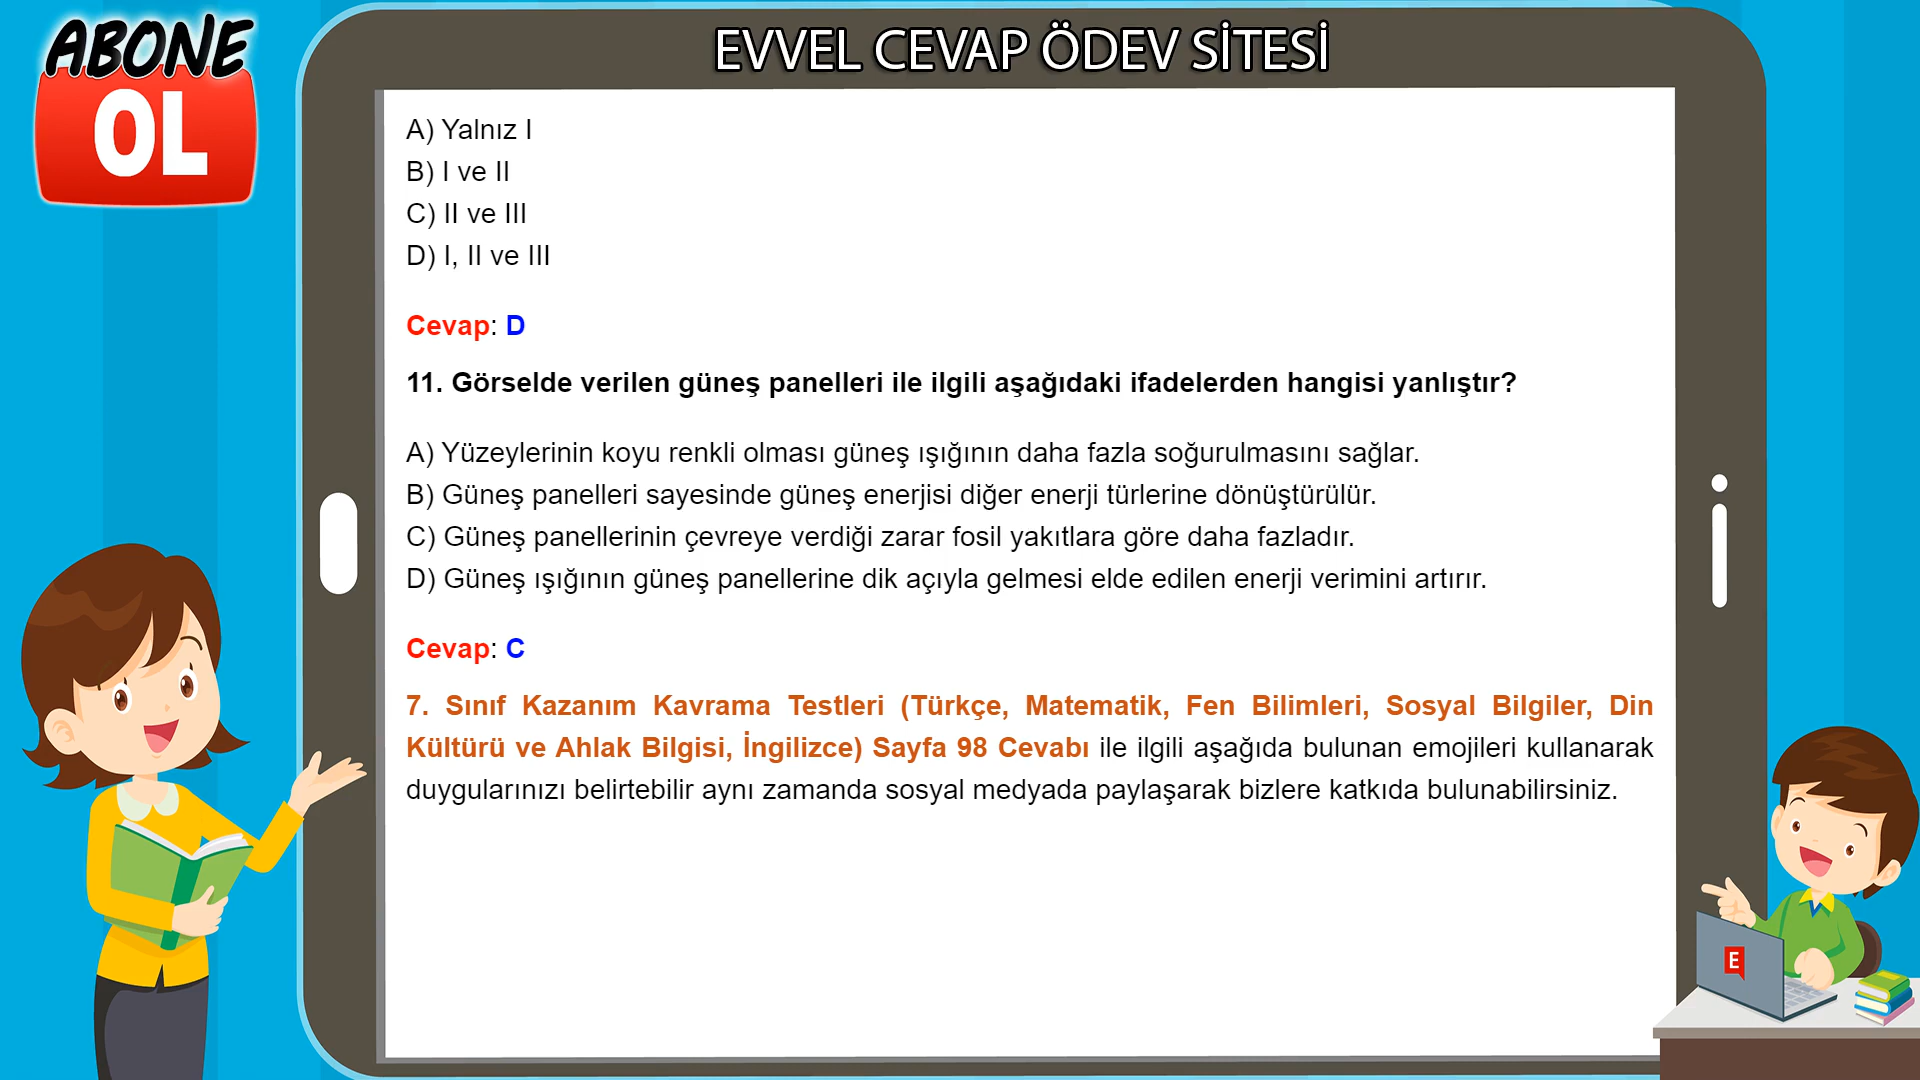 ABONE
OL
EVVEL CEVAP ÖDEV SİTESİ
A) Yalnız I
B) I ve II
C) II ve III
D) I, II ve III
Cevap: D
11. Görselde verilen güneş panelleri ile ilgili aşağıdaki ifadelerden hangisi yanlıştır?
A) Yüzeylerinin koyu renkli olması güneş ışığının daha fazla soğurulmasını sağlar.
B) Güneş panelleri sayesinde güneş enerjisi diğer enerji türlerine dönüştürülür.
C) Güneş panellerinin çevreye verdiği zarar fosil yakıtlara göre daha fazladır.
D) Güneş ışığının güneş panellerine dik açıyla gelmesi elde edilen enerji verimini artırır.
Cevap: C
7. Sınıf Kazanım Kavrama Testleri (Türkçe, Matematik, Fen Bilimleri, Sosyal Bilgiler, Din
Kültürü ve Ahlak Bilgisi, İngilizce) Sayfa 98 Cevabı ile ilgili aşağıda bulunan emojileri kullanarak
duygularınızı belirtebilir aynı zamanda sosyal medyada paylaşarak bizlere katkıda bulunabilirsiniz.
E